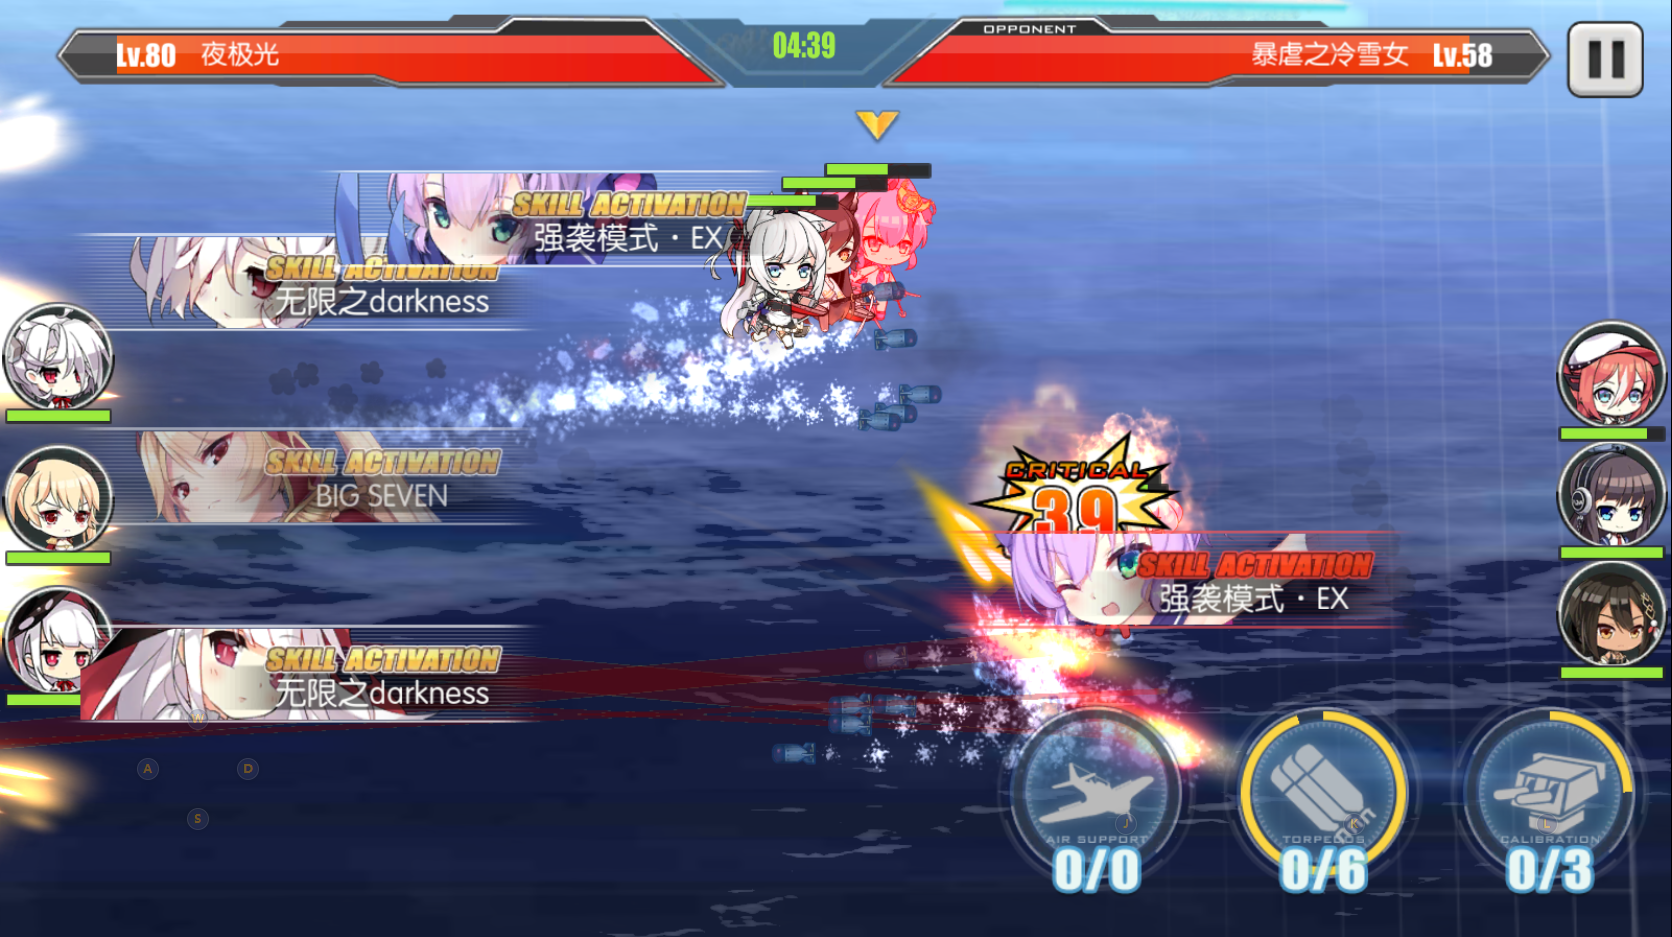 OPPONENT
Lv.80 夜极光
04:39
暴虐之冷雪女 Lv.58
SKILL ACTIVATION
强袭模式·EX
SKILL ACTIVATION
无限之darkness
SKILL ACTIVATION
BIG SEVEN
CRITICAL
39
SKILL ACTIVATION
强袭模式·EX
SKILL ACTIVATION
无限之darkness
W
A
D
S
J
K
L
AIR SUPPORT
TORPEDOS
CALIBRATION
0/0
0/6
0/3